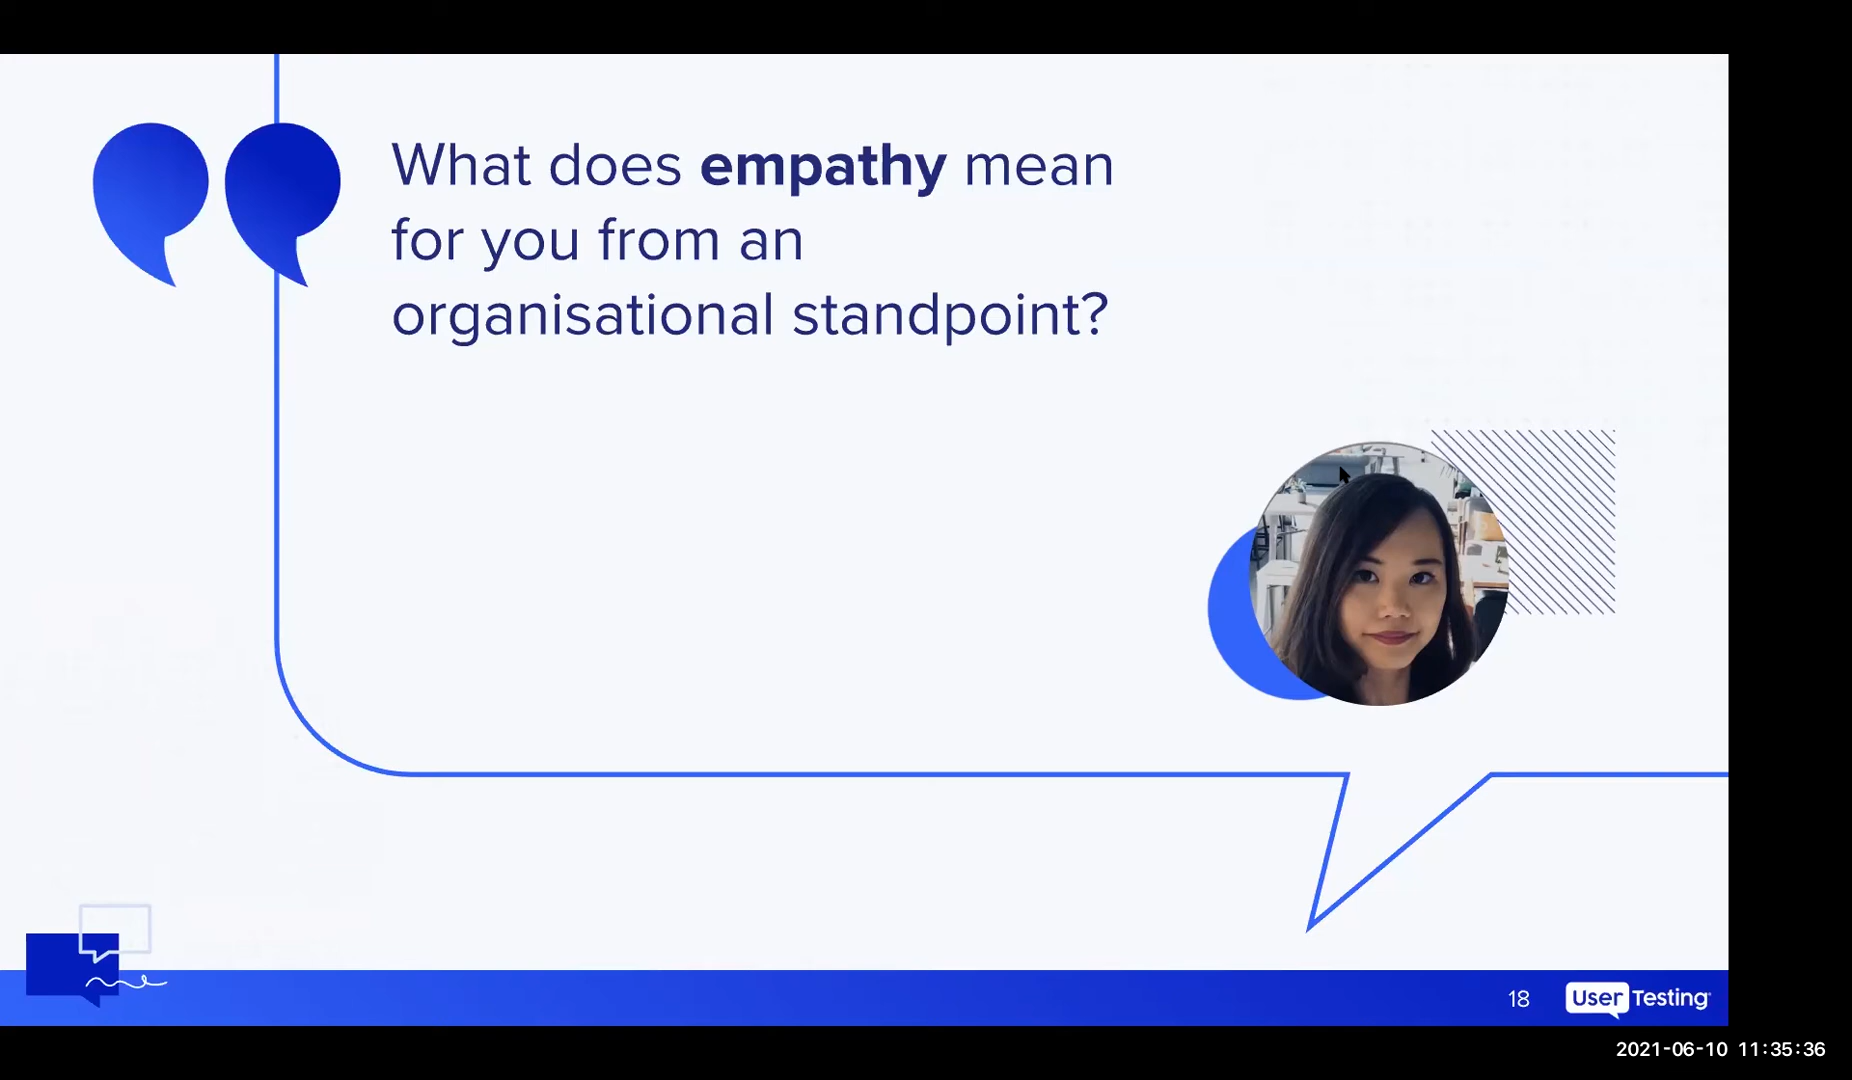 What does empathy mean
for you from an
organisational standpoint?
18
User Testing
2021-06-10 11:35:36